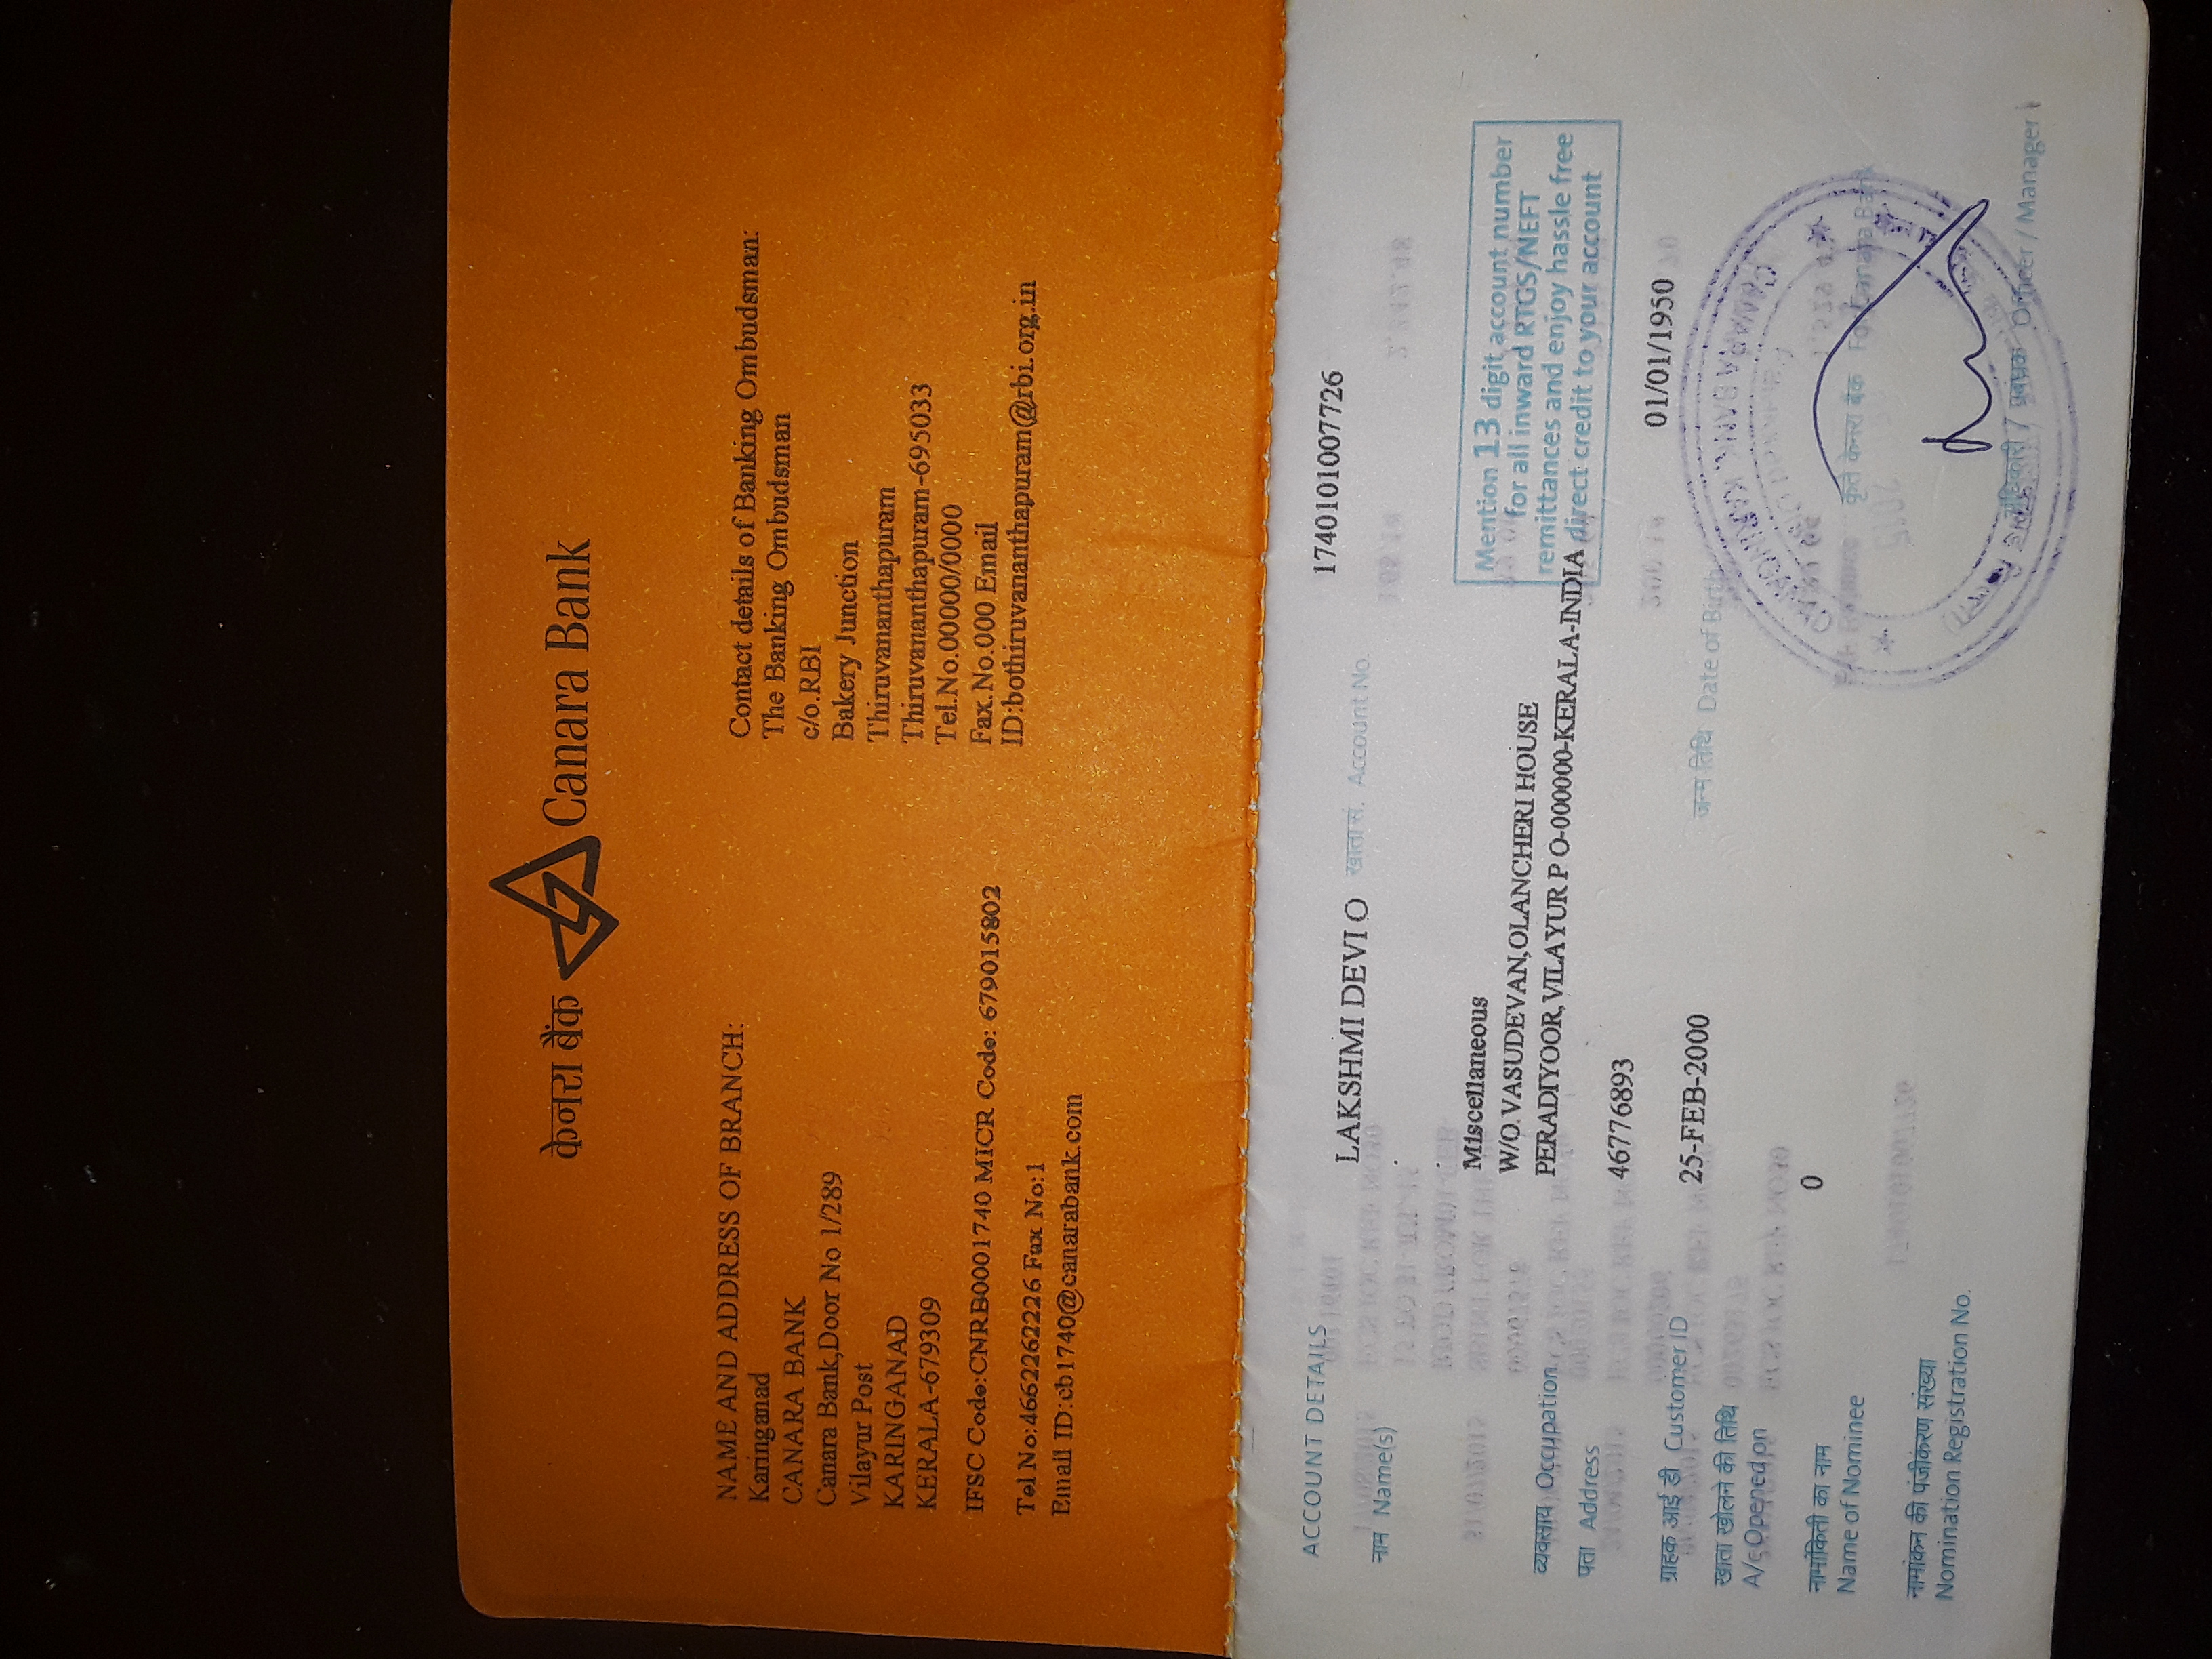 केनरा बैंक Canara Bank
NAME AND ADDRESS OF BRANCH:
Karinganad
CANARA BANK
Canara Bank,Door No 1/289
Vilayur Post
KARINGANAD
KERALA-679309
IFSC Code:CNRB0001740 MICR Code: 679015802
Tel No:4662262226 Fax No:1
Email ID:cb1740@canarabank.com
Contact details of Banking Ombudsman:
The Banking Ombudsman
c/o.RBI
Bakery Junction
Thiruvananthapuram
Thiruvananthapuram-695033
Tel.No.00000/0000
Fax.No.000 Email
ID:bothiruvananthapuram@rbi.org.in
ACCOUNT DETAILS
नाम Name(s)
LAKSHMI DEVI O
खाता सं. Account No.
1740101007726
Miscellaneous
W/O.VASUDEVAN,OLANCHERI HOUSE
PERADIYOOR,VILAYUR P O-000000-KERALA-INDIA
Mention 13 digit account number
for all inward RTGS/NEFT
remittances and enjoy hassle free
direct credit to your account
व्यवसाय Occupation
पता Address
46776893
ग्राहक आई डी Customer ID
01/01/1950
25-FEB-2000
जन्म तिथि Date of Birth
खाता खोलने की तिथि
A/c Opened on
0
नामांकिती का नाम
Name of Nominee
कृते केनरा बैंक For Canara Bank
नामांकन की पंजीकरण संख्या
Nomination Registration No.
CANARA BANK, KARINGANAD
अधिकारी / प्रबंधक Officer / Manager